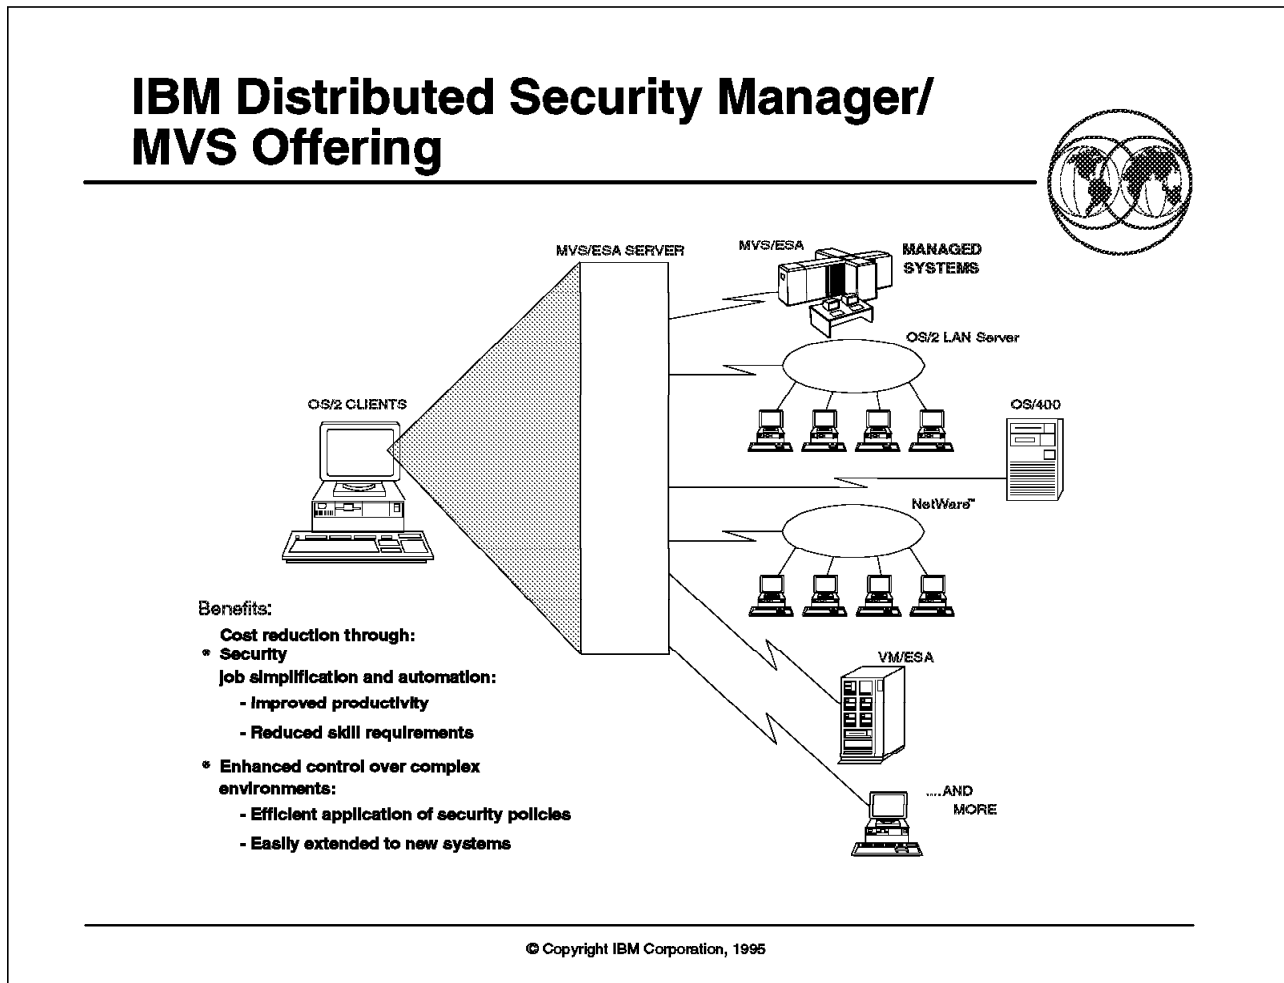 IBM Distributed Security Manager/
MVS Offering
MVS/ESA SERVER
MVS/ESA
MANAGED
SYSTEMS
OS/2 LAN Server
OS/2 CLIENTS
OS/400
NetWare™
Benefits:
Cost reduction through:
* Security
job simplification and automation:
- Improved productivity
- Reduced skill requirements
* Enhanced control over complex
environments:
- Efficient application of security policies
- Easily extended to new systems
VM/ESA
....AND
MORE
© Copyright IBM Corporation, 1995